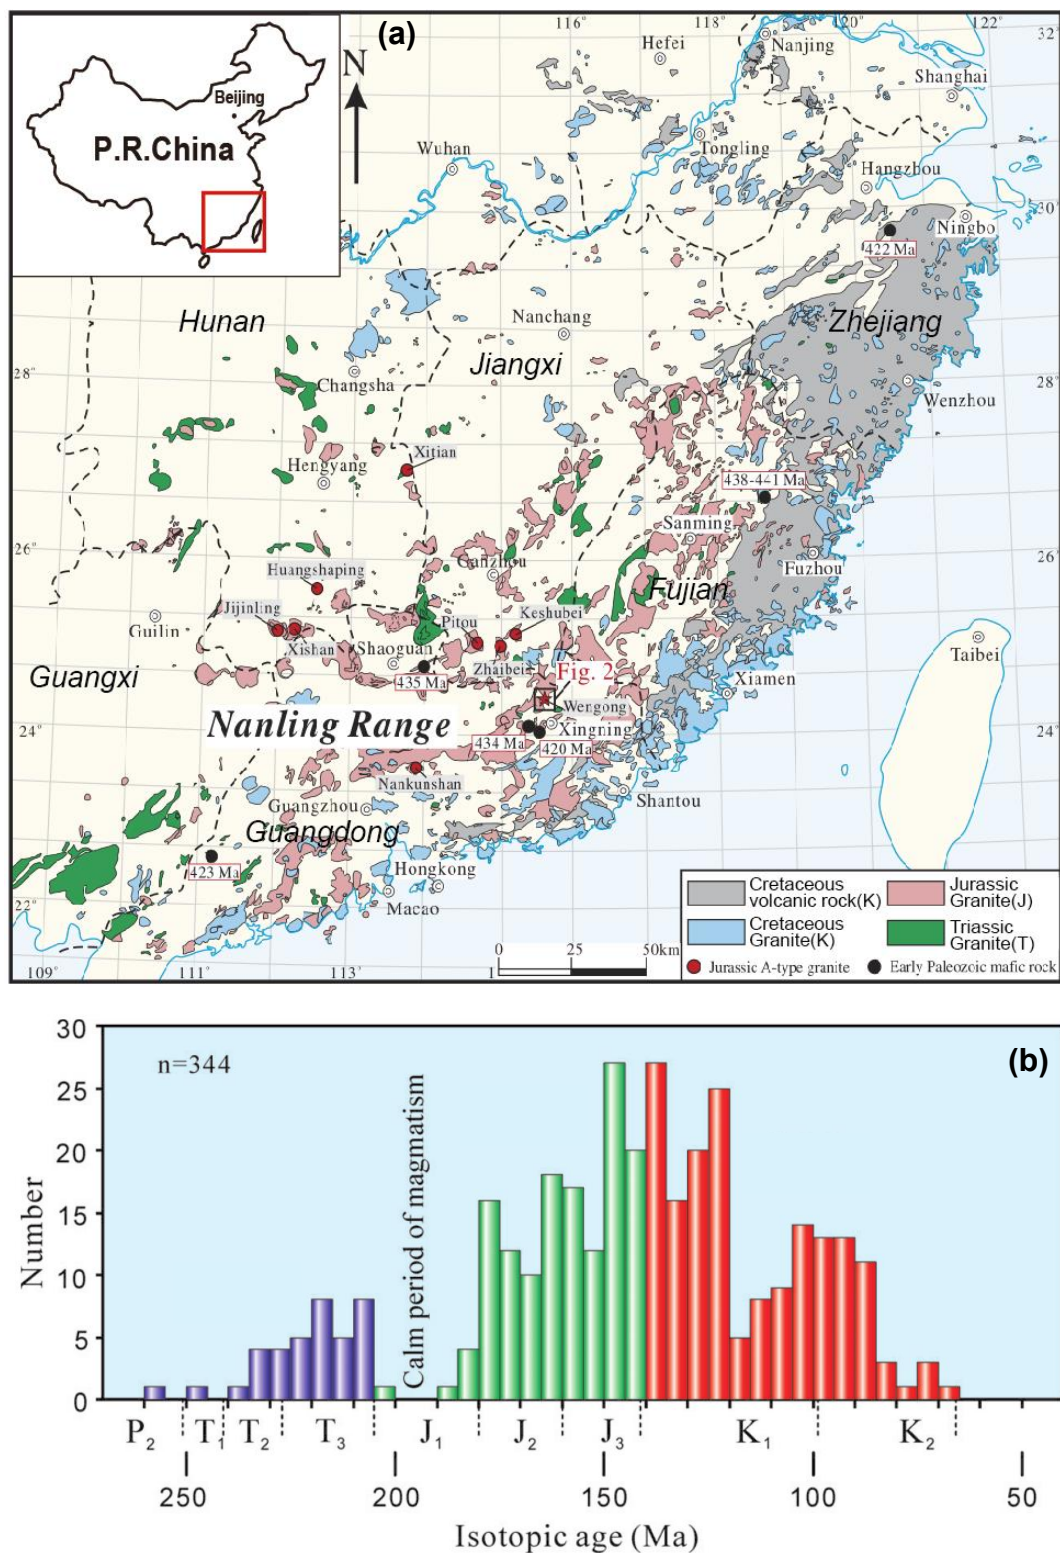 (a)
116°
118°
120°
122°
32°
N
Beijing
P.R.China
Hefei
Nanjing
Shanghai
Wuhan
Tongling
Hangzhou
30°
30°
Ningbo
422 Ma
Hunan
Nanchang
Zhejiang
Jiangxi
28°
Changsha
28°
Wenzhou
Xitian
Hengyang
438-441 Ma
Sanming
26°
26°
Ganzhou
Fuzhou
Huangshaping
Fujian
Jijinling
Keshubei
Pitou
Guilin
Xishan
Shaoguan
Taibei
Zhaibei
Guangxi
435 Ma
Fig. 2
Xiamen
Wengong
Nanling Range
24°
434 Ma
Xingning
420 Ma
24°
Nankunshan
Guangzhou
Shantou
Guangdong
423 Ma
Hongkong
Macao
22°
22°
Cretaceous
volcanic rock(K)
Jurassic
Granite(J)
Cretaceous
Granite(K)
Triassic
Granite(T)
0 25 50km
109°
111°
113°
Jurassic A-type granite
Early Paleozoic mafic rock
(b)
n=344
30
25
20
15
10
5
0
Number
Calm period of magmatism
P2 T1 T2 T3 J1 J2 J3 K1 K2
250 200 150 100 50
Isotopic age (Ma)